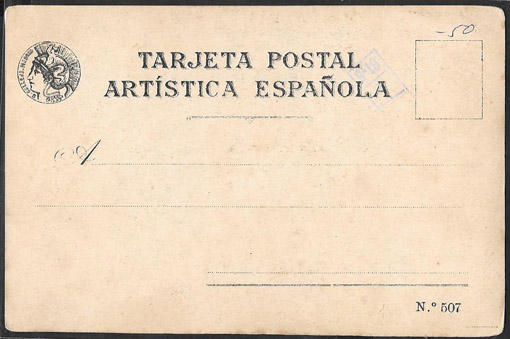 -50
TARJETA POSTAL
ARTÍSTICA ESPAÑOLA
N.º 507